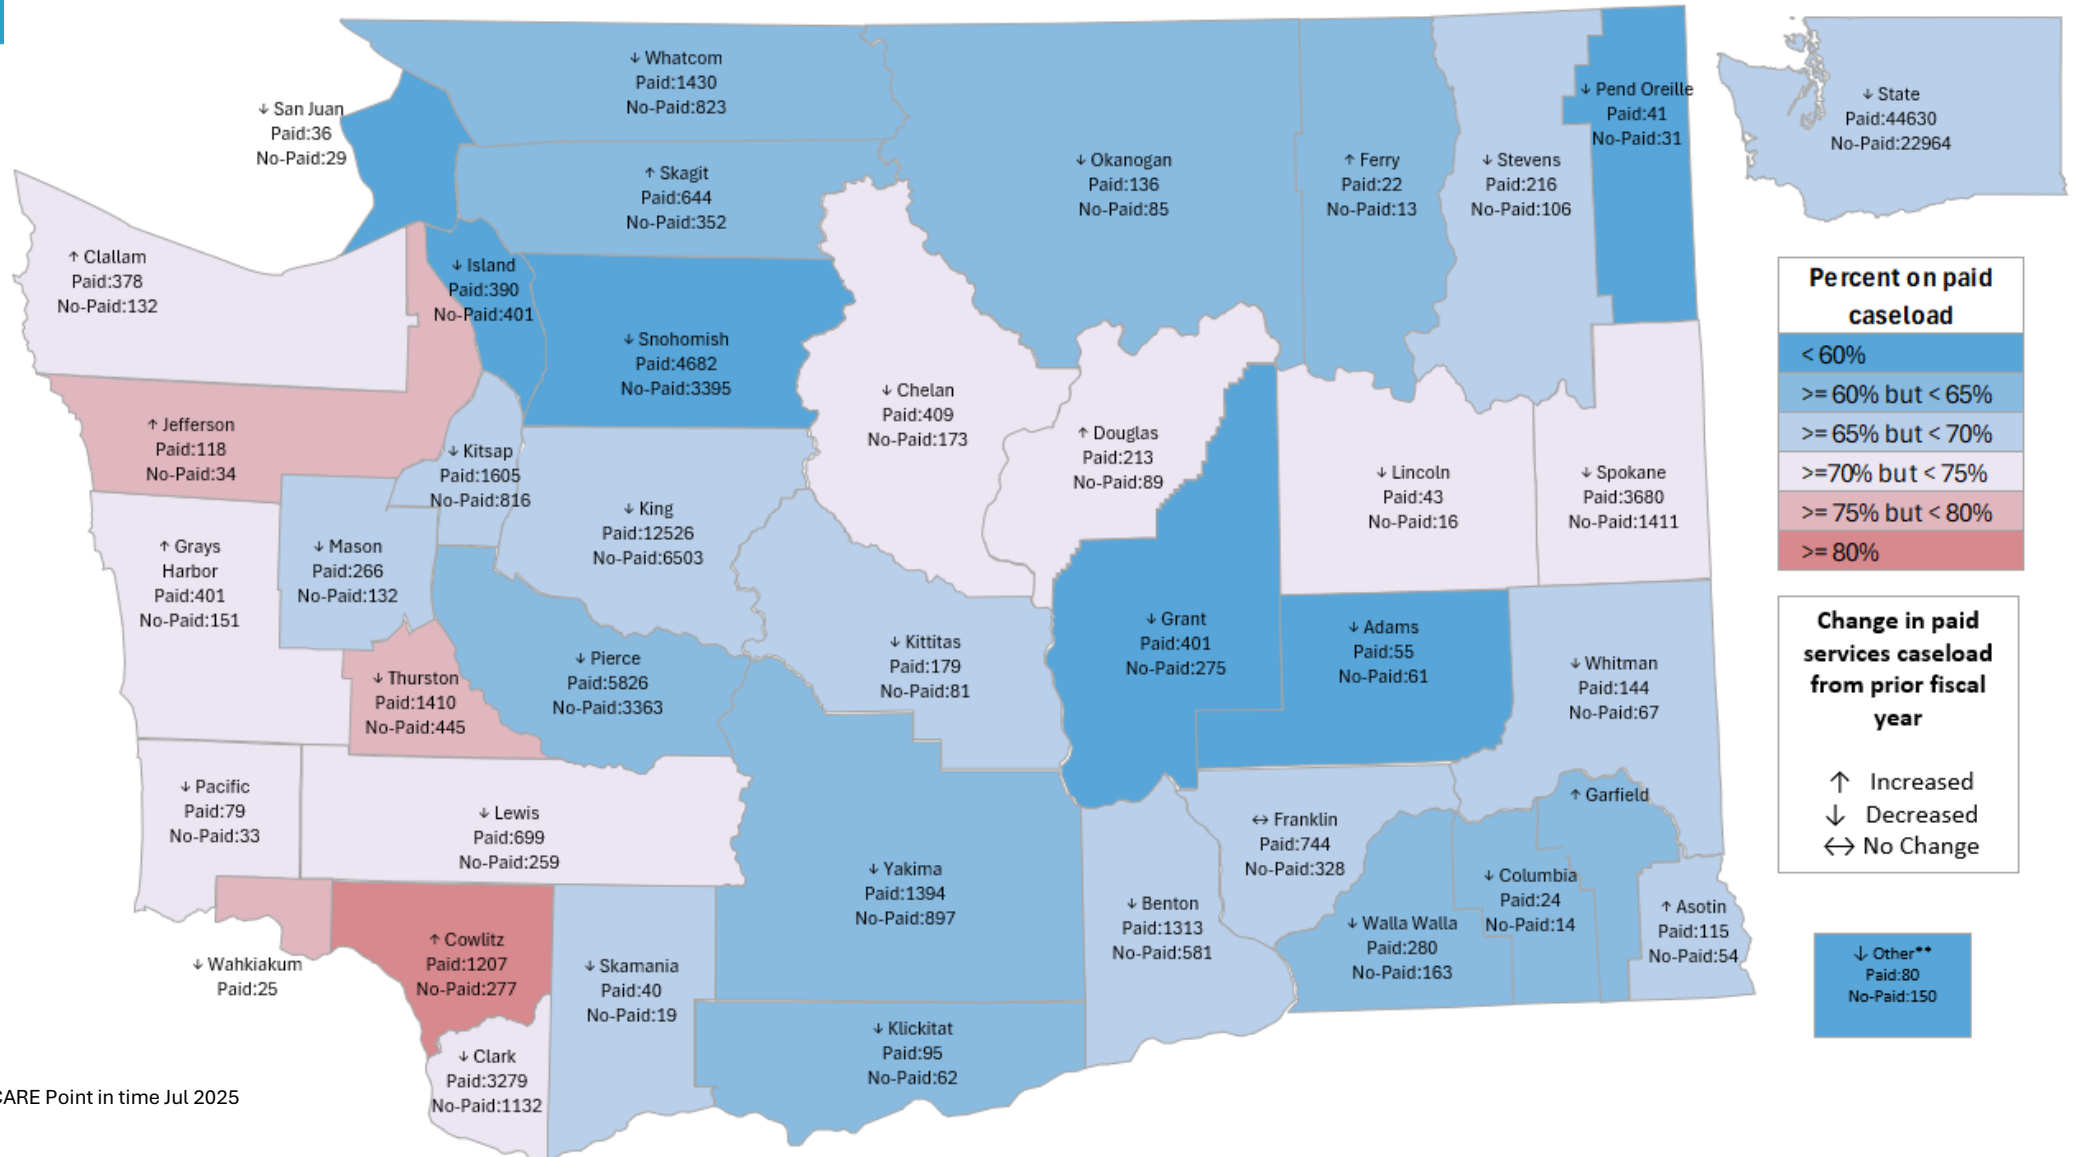 ↓ Whatcom
Paid:1430
No-Paid:823
↓ San Juan
Paid:36
No-Paid:29
↑ Skagit
Paid:644
No-Paid:352
↓ Okanogan
Paid:136
No-Paid:85
↑ Ferry
Paid:22
No-Paid:13
↓ Stevens
Paid:216
No-Paid:106
↓ Pend Oreille
Paid:41
No-Paid:31
↓ State
Paid:44630
No-Paid:22964
↑ Clallam
Paid:378
No-Paid:132
↓ Island
Paid:390
No-Paid:401
↓ Snohomish
Paid:4682
No-Paid:3395
↓ Chelan
Paid:409
No-Paid:173
↑ Douglas
Paid:213
No-Paid:89
↑ Jefferson
Paid:118
No-Paid:34
↓ Kitsap
Paid:1605
No-Paid:816
↓ King
Paid:12526
No-Paid:6503
↓ Lincoln
Paid:43
No-Paid:16
↓ Spokane
Paid:3680
No-Paid:1411
↑ Grays
Harbor
Paid:401
No-Paid:151
↓ Mason
Paid:266
No-Paid:132
↓ Thurston
Paid:1410
No-Paid:445
↓ Pierce
Paid:5826
No-Paid:3363
↓ Kittitas
Paid:179
No-Paid:81
↓ Grant
Paid:401
No-Paid:275
↓ Adams
Paid:55
No-Paid:61
↓ Whitman
Paid:144
No-Paid:67
↓ Pacific
Paid:79
No-Paid:33
↓ Lewis
Paid:699
No-Paid:259
↓ Yakima
Paid:1394
No-Paid:897
↓ Benton
Paid:1313
No-Paid:581
↔ Franklin
Paid:744
No-Paid:328
↓ Walla Walla
Paid:280
No-Paid:163
↓ Columbia
Paid:24
No-Paid:14
↑ Garfield
↑ Asotin
Paid:115
No-Paid:54
↓ Wahkiakum
Paid:25
↑ Cowlitz
Paid:1207
No-Paid:277
↓ Skamania
Paid:40
No-Paid:19
↓ Clark
Paid:3279
No-Paid:1132
↓ Klickitat
Paid:95
No-Paid:62
Percent on paid
caseload
< 60%
>= 60% but < 65%
>= 65% but < 70%
>=70% but < 75%
>= 75% but < 80%
>= 80%
Change in paid
services caseload
from prior fiscal
year
↑ Increased
↓ Decreased
↔ No Change
↓ Other**
Paid:80
No-Paid:150
CARE Point in time Jul 2025